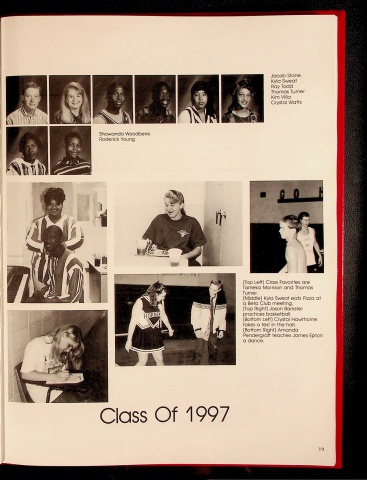 Jacob Stone
Kyla Sweat
Ray Todd
Thomas Turner
Kim Villa
Crystal Watts
Shawanda Woodberry
Roderick Young
(Top Left) Class Favorites are
Tameka Morrison and Thomas
Turner.
(Middle) Kyla Sweat eats Pizza at
a Beta Club meeting.
(Top Right) Jason Banister
practices basketball.
(Bottom Left) Crystal Hawthorne
takes a test in the hall.
(Bottom Right) Amanda
Pendergraft teaches James Epton
a dance.
Class Of 1997
19